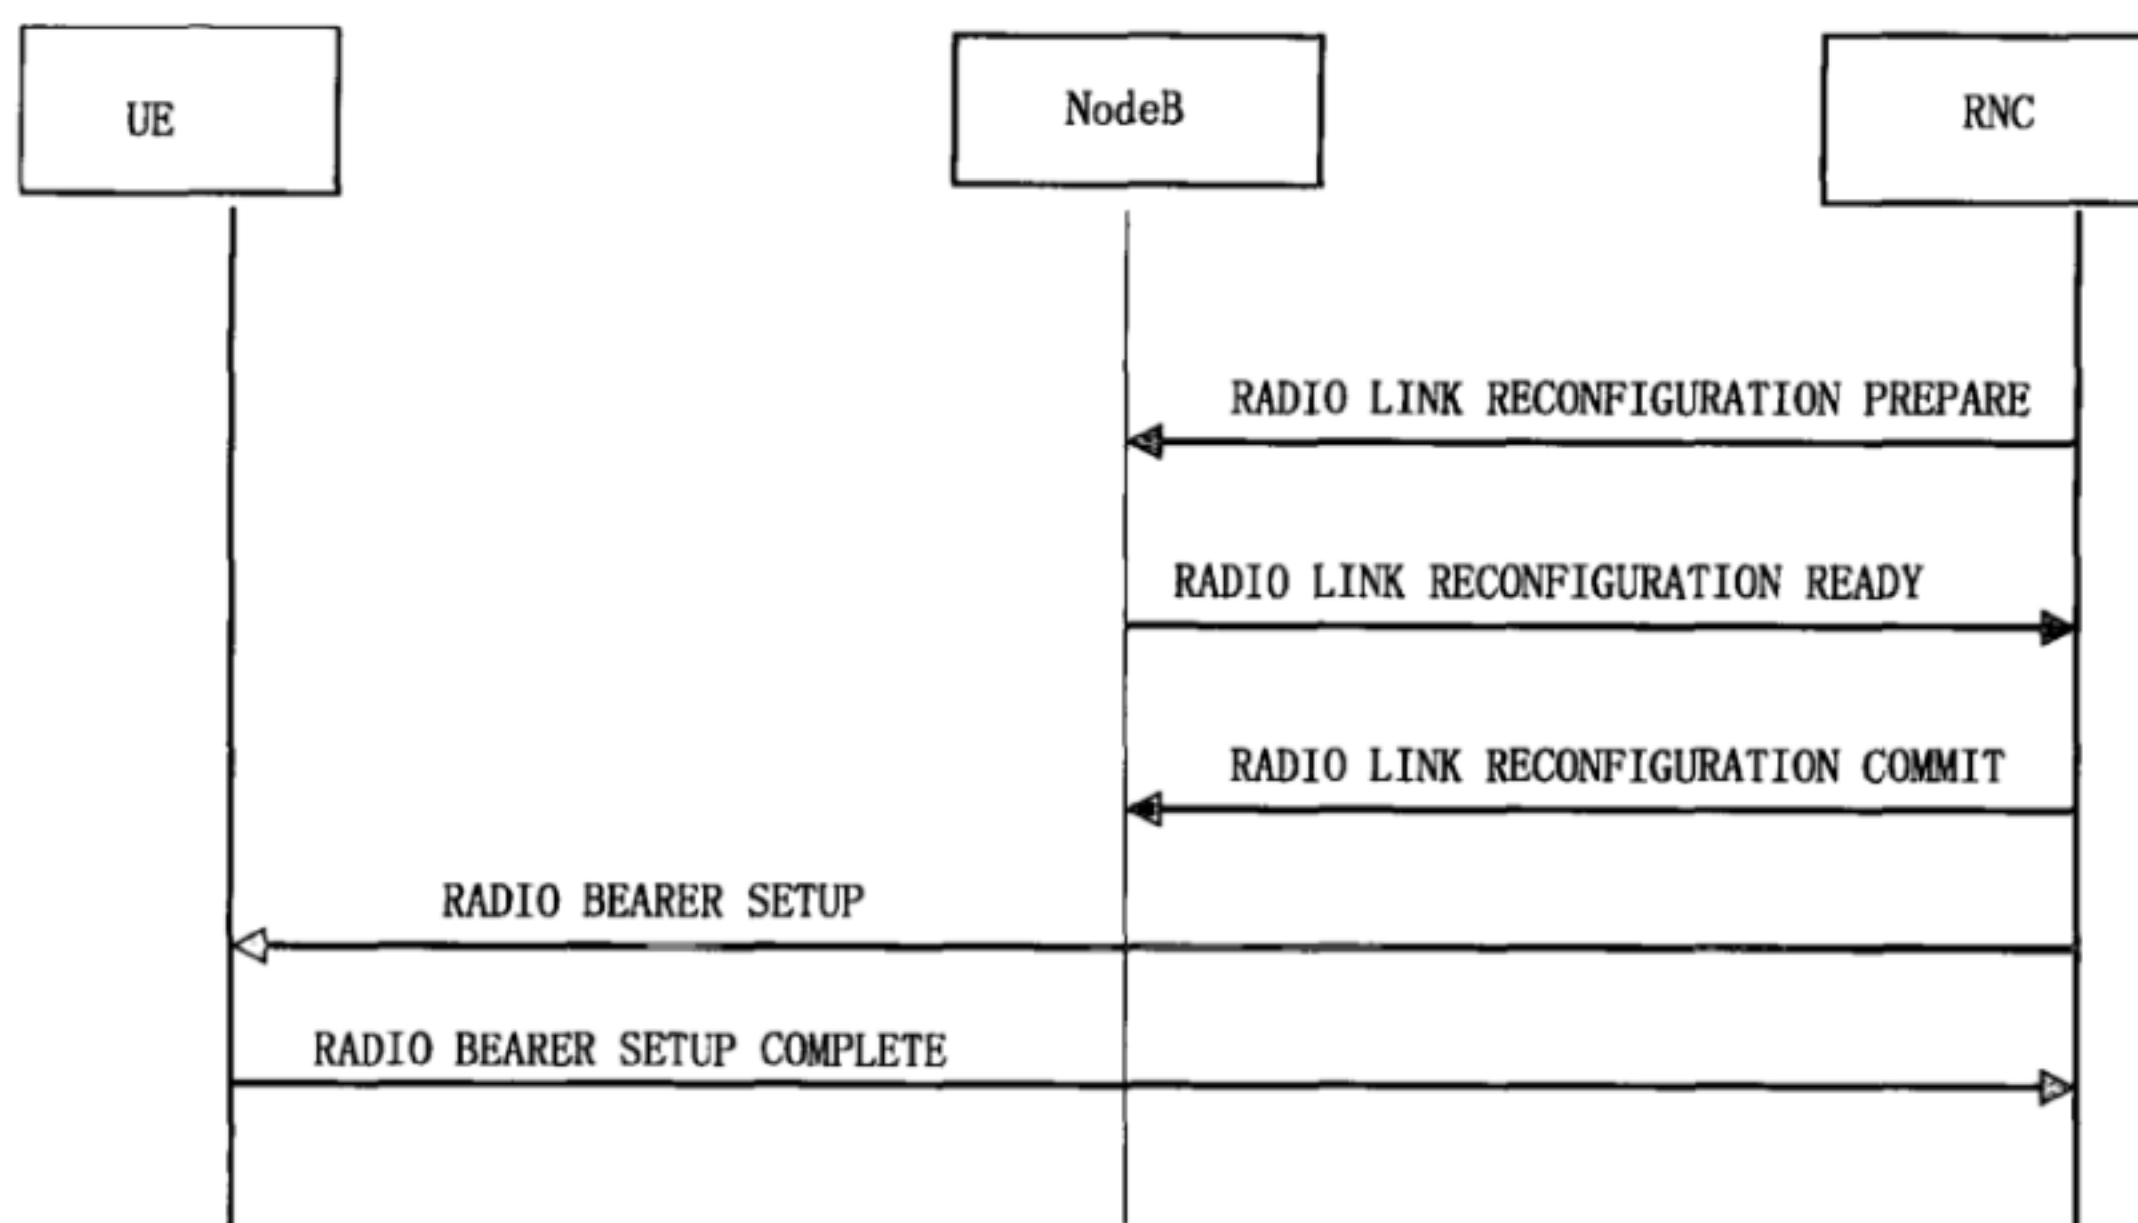 UE
NodeB
RNC
RADIO LINK RECONFIGURATION PREPARE
RADIO LINK RECONFIGURATION READY
RADIO LINK RECONFIGURATION COMMIT
RADIO BEARER SETUP
RADIO BEARER SETUP COMPLETE